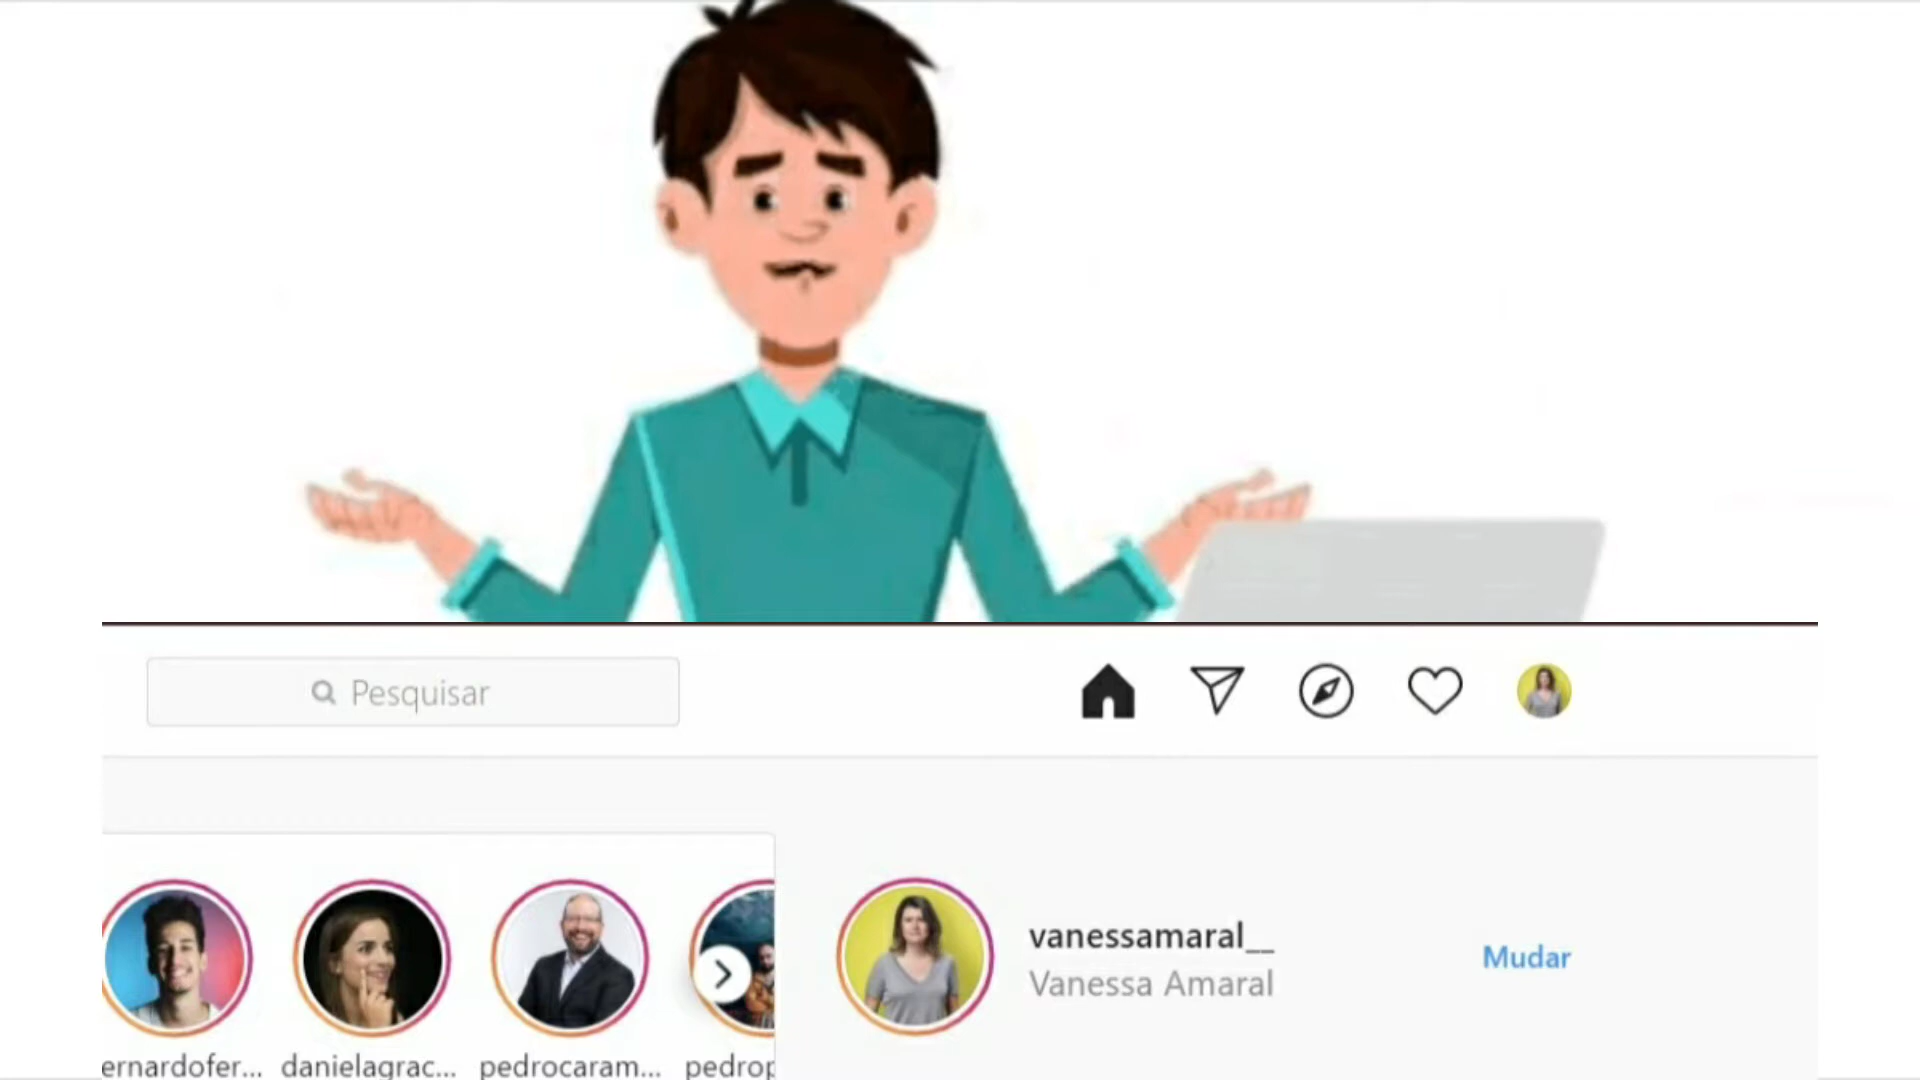 Pesquisar
vanessamaral__
Vanessa Amaral
Mudar
ernardofer... danielagrac... pedrocaram... pedrop